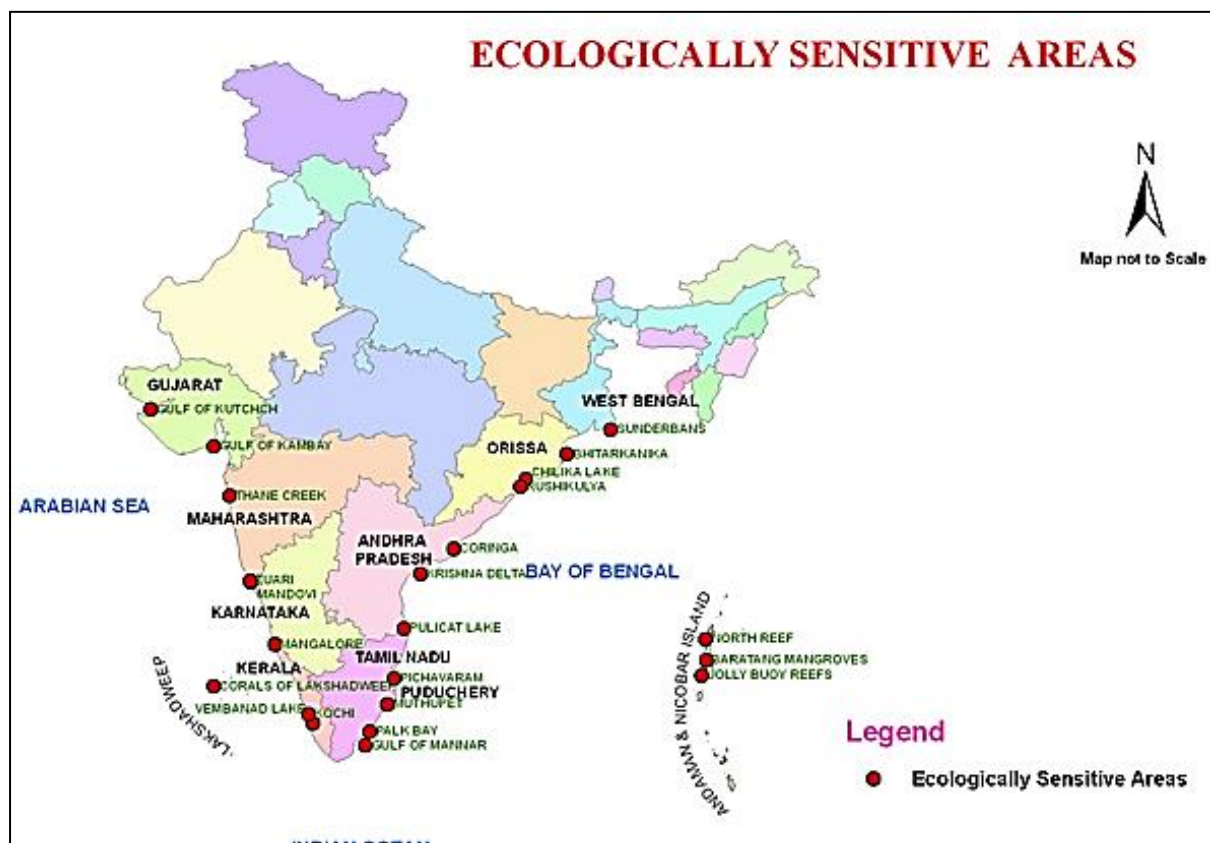 ECOLOGICALLY SENSITIVE AREAS
N
Map not to Scale
GUJARAT
GULF OF KUTCHCH
WEST BENGAL
SUNDERBANS
GULF OF KAMBAY
ORISSA
BHITARKANIKA
CHILIKA LAKE
RUSHIKULYA
THANE CREEK
ARABIAN SEA
MAHARASHTRA
ANDHRA
PRADESH
CORINGA
KRISHNA DELTA
BAY OF BENGAL
ZUARI
MANDOVI
KARNATAKA
PULICAT LAKE
MANGALORE
TAMIL NADU
KERALA
PICHAVARAM
CORALS OF LAKSHADWEEP
PUDUCHERY
MUTHUPET
VEMBANAD LAKE
KOCHI
PALK BAY
GULF OF MANNAR
LAKSHADWEEP
NORTH REEF
BARATANG MANGROVES
JOLLY BUOY REEFS
ANDAMAN & NICOBAR ISLAND
Legend
Ecologically Sensitive Areas
INDIAN OCEAN